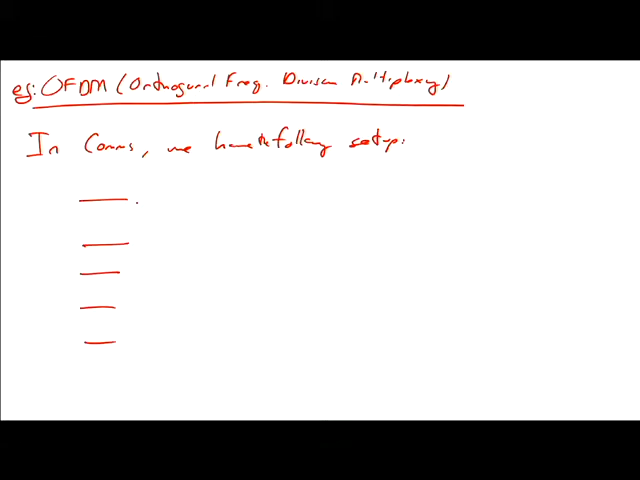 eg: OFDM (Orthogonal Freq. Division Multiplexing)
In Comms, we have the following setup: